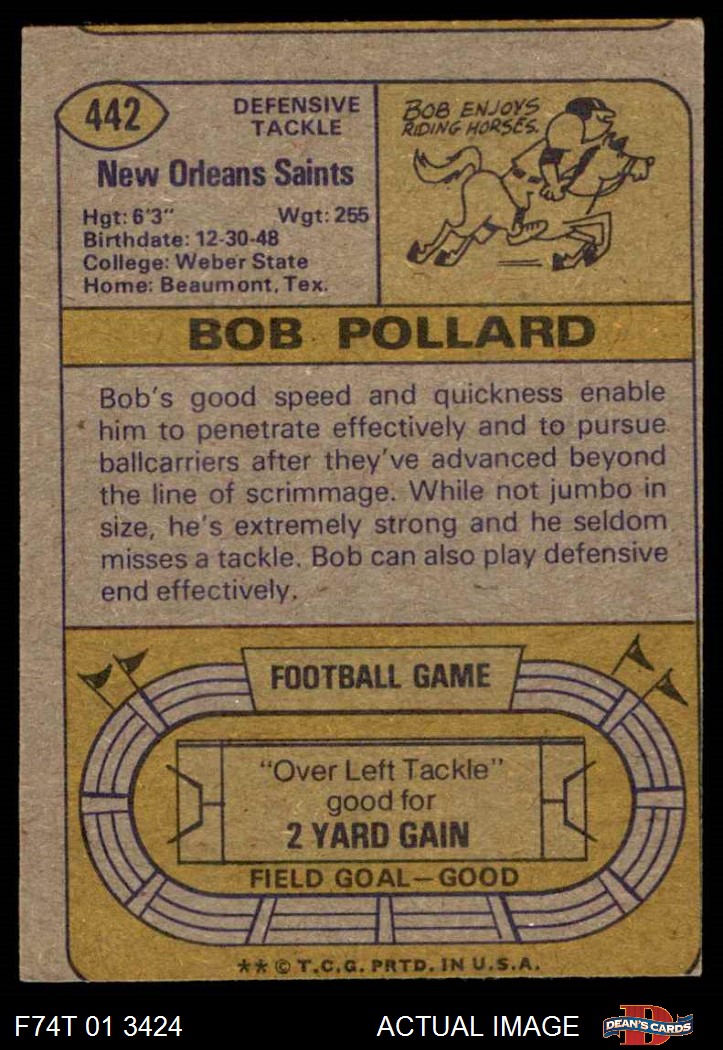 442
DEFENSIVE
TACKLE
New Orleans Saints
Hgt: 6'3" Wgt: 255
Birthdate: 12-30-48
College: Weber State
Home: Beaumont, Tex.
BOB ENJOYS
RIDING HORSES.
BOB POLLARD
Bob's good speed and quickness enable
him to penetrate effectively and to pursue
ballcarriers after they've advanced beyond
the line of scrimmage. While not jumbo in
size, he's extremely strong and he seldom
misses a tackle. Bob can also play defensive
end effectively.
FOOTBALL GAME
"Over Left Tackle"
good for
2 YARD GAIN
FIELD GOAL—GOOD
** © T.C.G. PRTD. IN U.S.A.
F74T 01 3424 ACTUAL IMAGE
D
DEAN'S CARDS